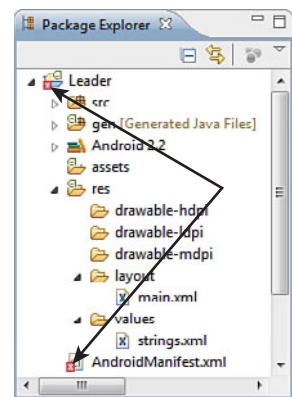 Package Explorer
Leader
src
gen [Generated Java Files]
Android 2.2
assets
res
drawable-hdpi
drawable-ldpi
drawable-mdpi
layout
main.xml
values
strings.xml
AndroidManifest.xml